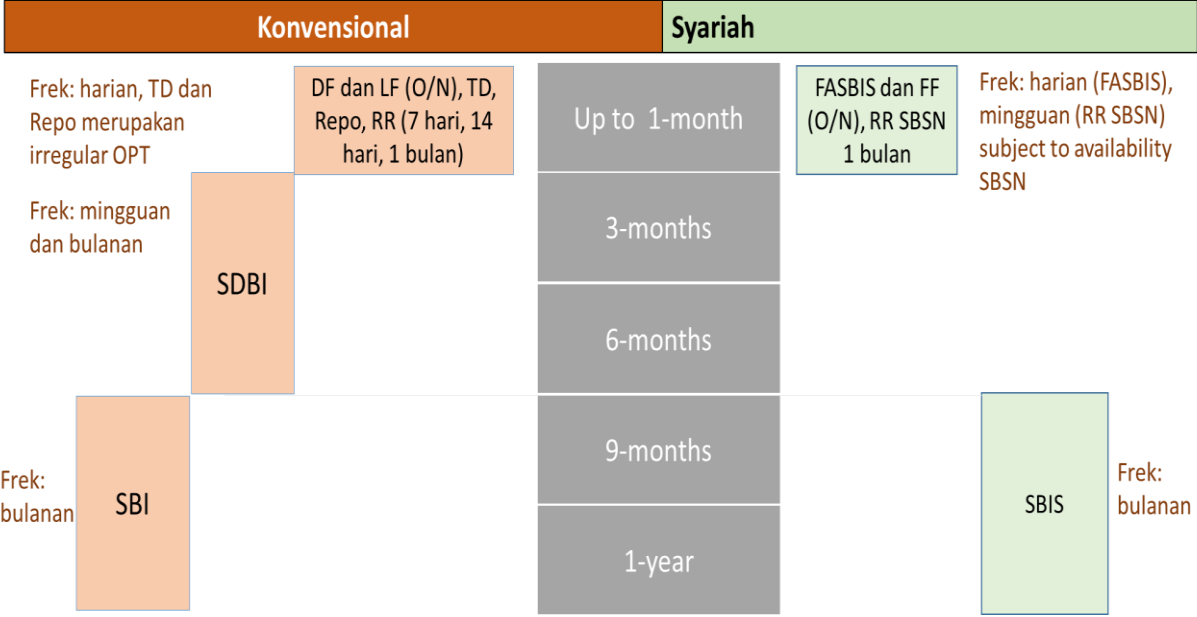 Konvensional
Syariah
Frek: harian, TD dan
Repo merupakan
irregular OPT
DF dan LF (O/N), TD,
Repo, RR (7 hari, 14
hari, 1 bulan)
Up to 1-month
FASBIS dan FF
(O/N), RR SBSN
1 bulan
Frek: harian (FASBIS),
mingguan (RR SBSN)
subject to availability
SBSN
Frek: mingguan
dan bulanan
SDBI
3-months
6-months
Frek:
bulanan
SBI
9-months
1-year
SBIS
Frek:
bulanan